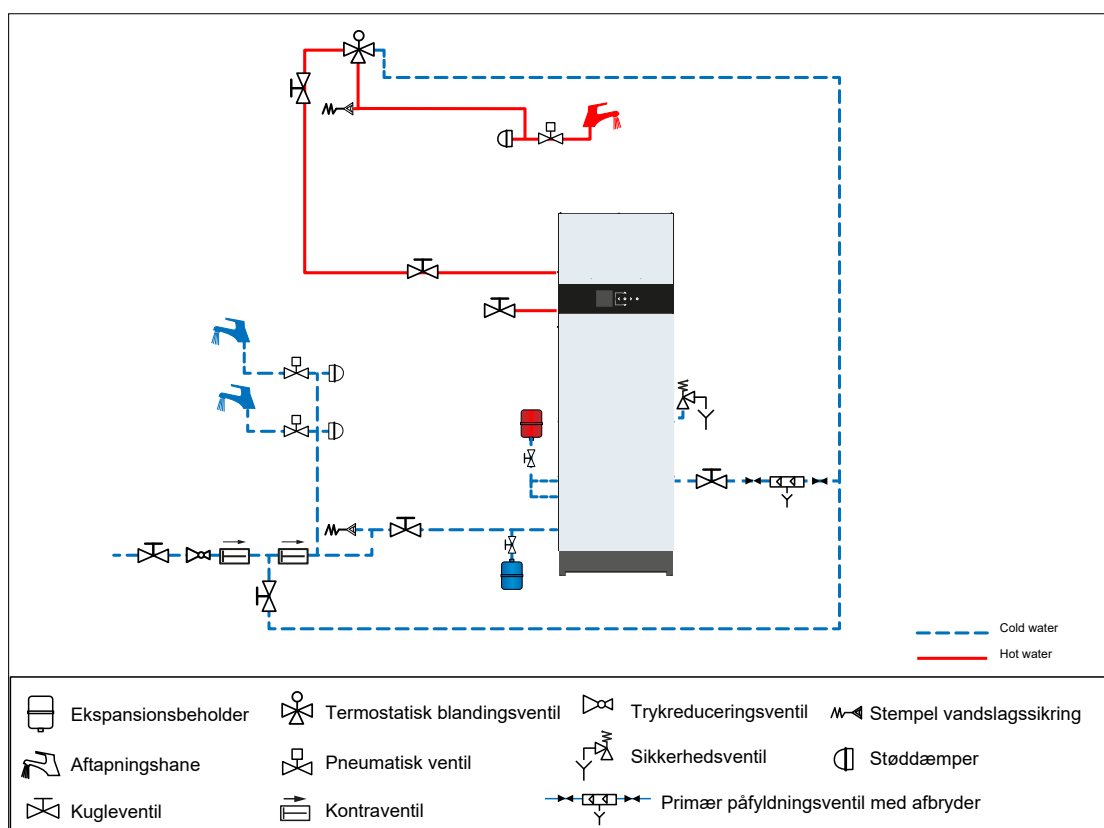 Cold water
Hot water
Ekspansionsbeholder
Termostatisk blandingsventil
Trykreduceringsventil
Stempel vandslagssikring
Aftapningshane
Pneumatisk ventil
Sikkerhedsventil
Støddæmper
Kugleventil
Kontraventil
Primær påfyldningsventil med afbryder